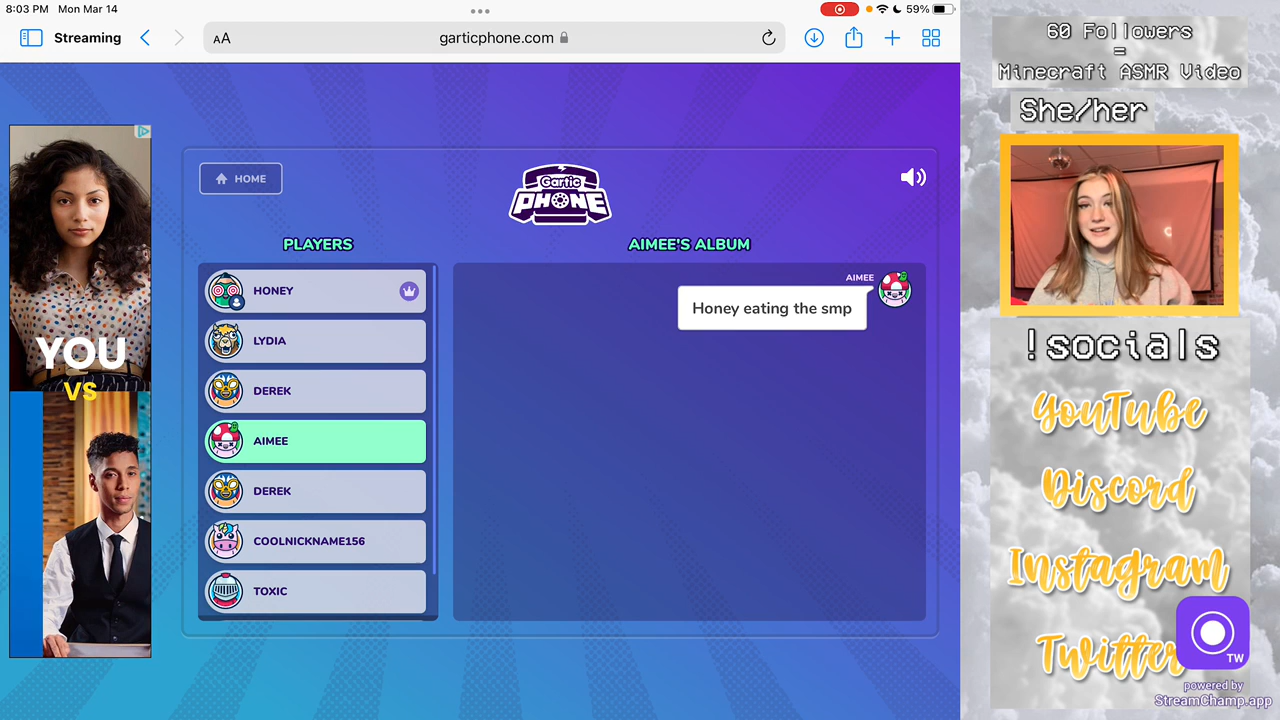 8:03 PM Mon Mar 14
59%
Streaming
AA
garticphone.com
YOU
VS
HOME
Gartic
PHONE
PLAYERS
HONEY
LYDIA
DEREK
AIMEE
DEREK
COOLNICKNAME156
TOXIC
AIMEE'S ALBUM
AIMEE
Honey eating the smp
60 Followers
=
Minecraft ASMR Video
She/her
!socials
YouTube
Discord
Instagram
Twitter
TW
powered by
StreamChamp.app